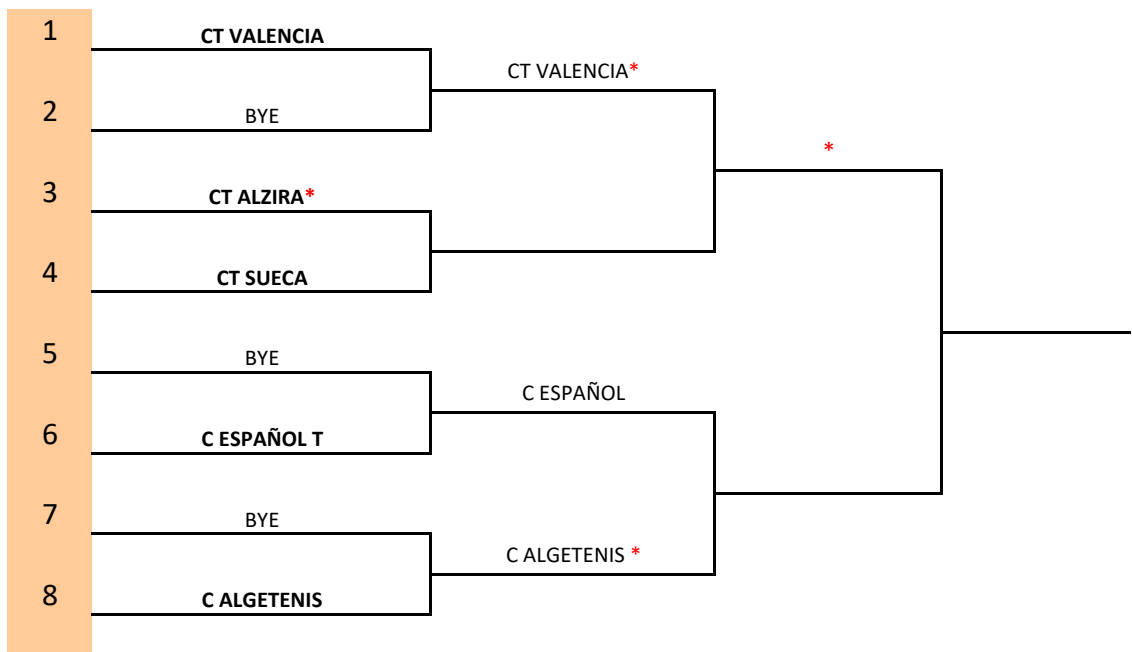 1 CT VALENCIA
CT VALENCIA*
2 BYE
*
3 CT ALZIRA*
4 CT SUECA
5 BYE
C ESPAÑOL
6 C ESPAÑOL T
7 BYE
C ALGETENIS *
8 C ALGETENIS